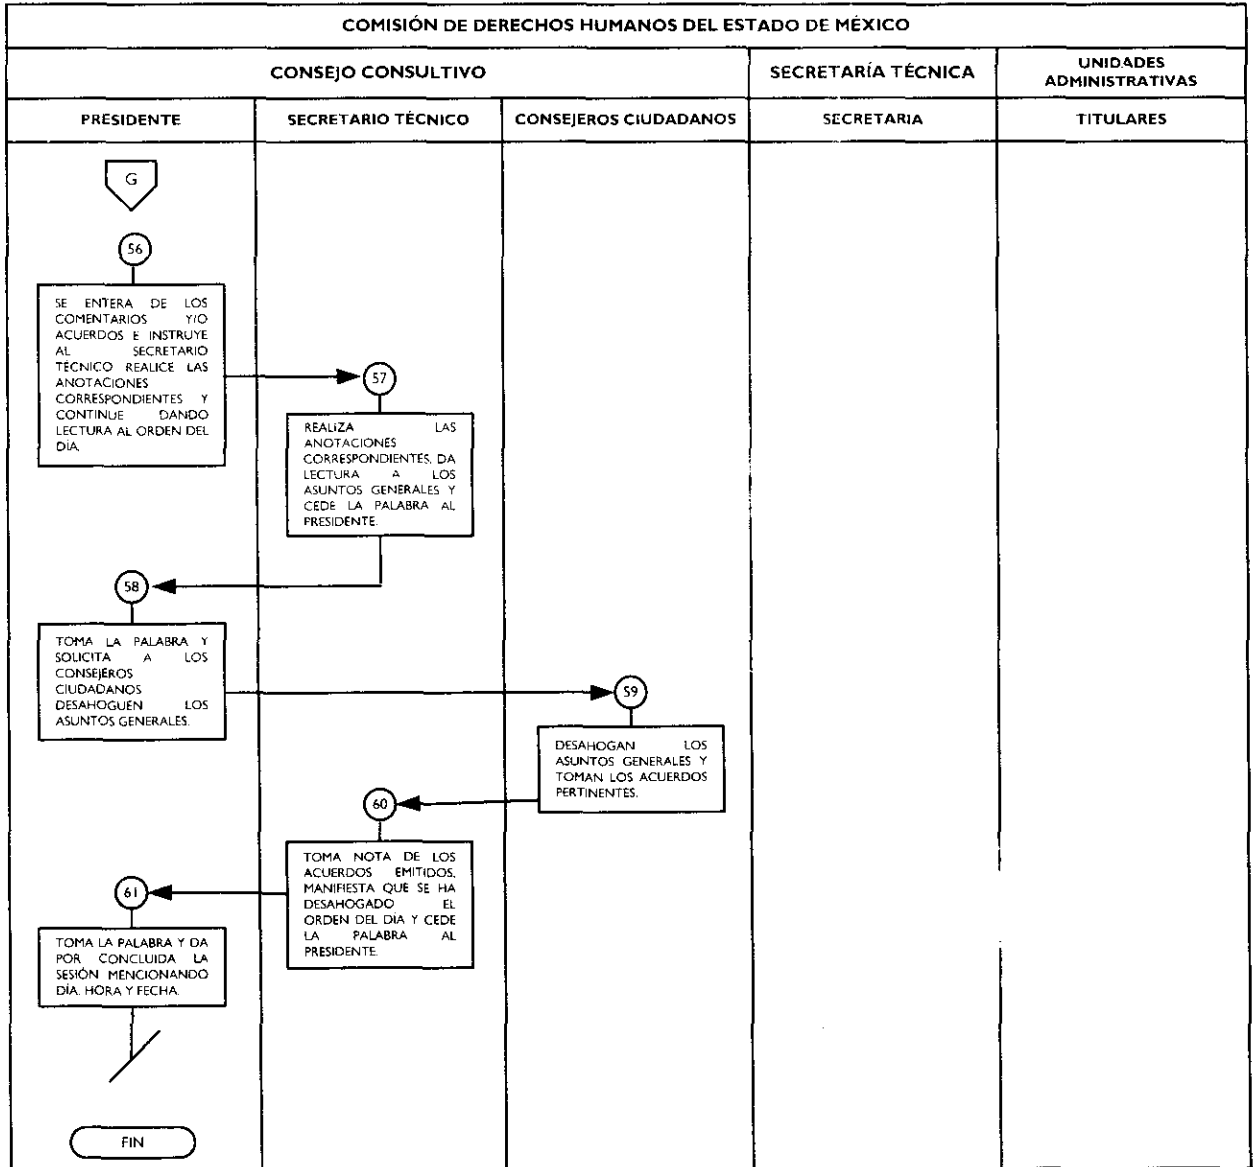 COMISIÓN DE DERECHOS HUMANOS DEL ESTADO DE MÉXICO
CONSEJO CONSULTIVO
SECRETARÍA TÉCNICA
UNIDADES
ADMINISTRATIVAS
PRESIDENTE
SECRETARIO TÉCNICO
CONSEJEROS CIUDADANOS
SECRETARIA
TITULARES
G
56
SE ENTERA DE LOS
COMENTARIOS Y/O
ACUERDOS E INSTRUYE
AL SECRETARIO
TÉCNICO REALICE LAS
ANOTACIONES
CORRESPONDIENTES Y
CONTINUE DANDO
LECTURA AL ORDEN DEL
DÍA.
57
REALIZA LAS
ANOTACIONES
CORRESPONDIENTES, DA
LECTURA A LOS
ASUNTOS GENERALES Y
CEDE LA PALABRA AL
PRESIDENTE.
58
TOMA LA PALABRA Y
SOLICITA A LOS
CONSEJEROS
CIUDADANOS
DESAHOGUEN LOS
ASUNTOS GENERALES.
59
DESAHOGAN LOS
ASUNTOS GENERALES Y
TOMAN LOS ACUERDOS
PERTINENTES.
60
TOMA NOTA DE LOS
ACUERDOS EMITIDOS,
MANIFIESTA QUE SE HA
DESAHOGADO EL
ORDEN DEL DÍA Y CEDE
LA PALABRA AL
PRESIDENTE.
61
TOMA LA PALABRA Y DA
POR CONCLUIDA LA
SESIÓN MENCIONANDO
DÍA, HORA Y FECHA.
FIN